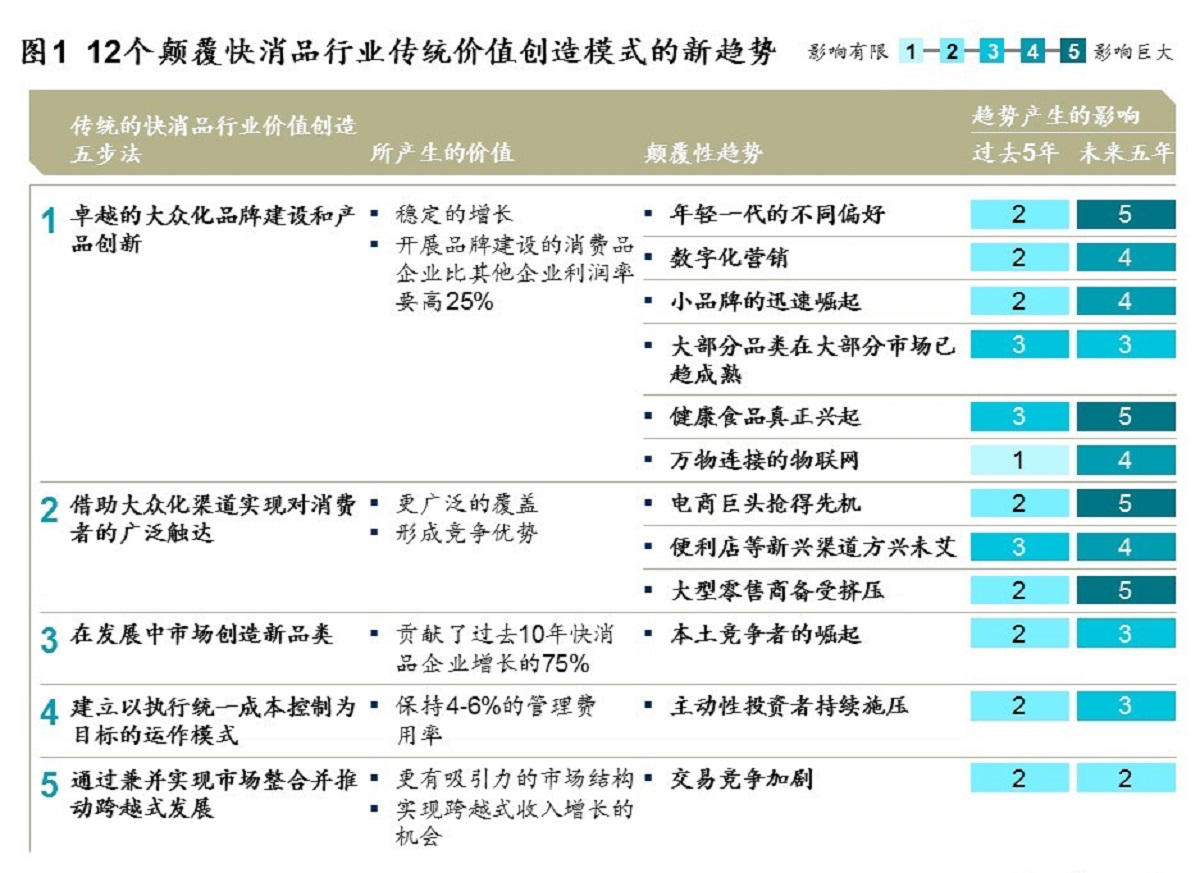 图1 12个颠覆快消品行业传统价值创造模式的新趋势
影响有限 1 2 3 4 5 影响巨大
传统的快消品行业价值创造
五步法
所产生的价值
颠覆性趋势
趋势产生的影响
过去5年 未来五年
1 卓越的大众化品牌建设和产
品创新
▪ 稳定的增长
▪ 开展品牌建设的消费品
企业比其他企业利润率
要高25%
▪ 年轻一代的不同偏好 2 5
▪ 数字化营销 2 4
▪ 小品牌的迅速崛起 2 4
▪ 大部分品类在大部分市场已 3 3
趋成熟
▪ 健康食品真正兴起 3 5
▪ 万物连接的物联网 1 4
2 借助大众化渠道实现对消费
者的广泛触达
▪ 更广泛的覆盖
▪ 形成竞争优势
▪ 电商巨头抢得先机 2 5
▪ 便利店等新兴渠道方兴未艾 3 4
▪ 大型零售商备受挤压 2 5
3 在发展中市场创造新品类
▪ 贡献了过去10年快消
品企业增长的75%
▪ 本土竞争者的崛起 2 3
4 建立以执行统一成本控制为
目标的运作模式
▪ 保持4-6%的管理费
用率
▪ 主动性投资者持续施压 2 3
5 通过兼并实现市场整合并推
动跨越式发展
▪ 更有吸引力的市场结构
▪ 实现跨越式收入增长的
机会
▪ 交易竞争加剧 2 2